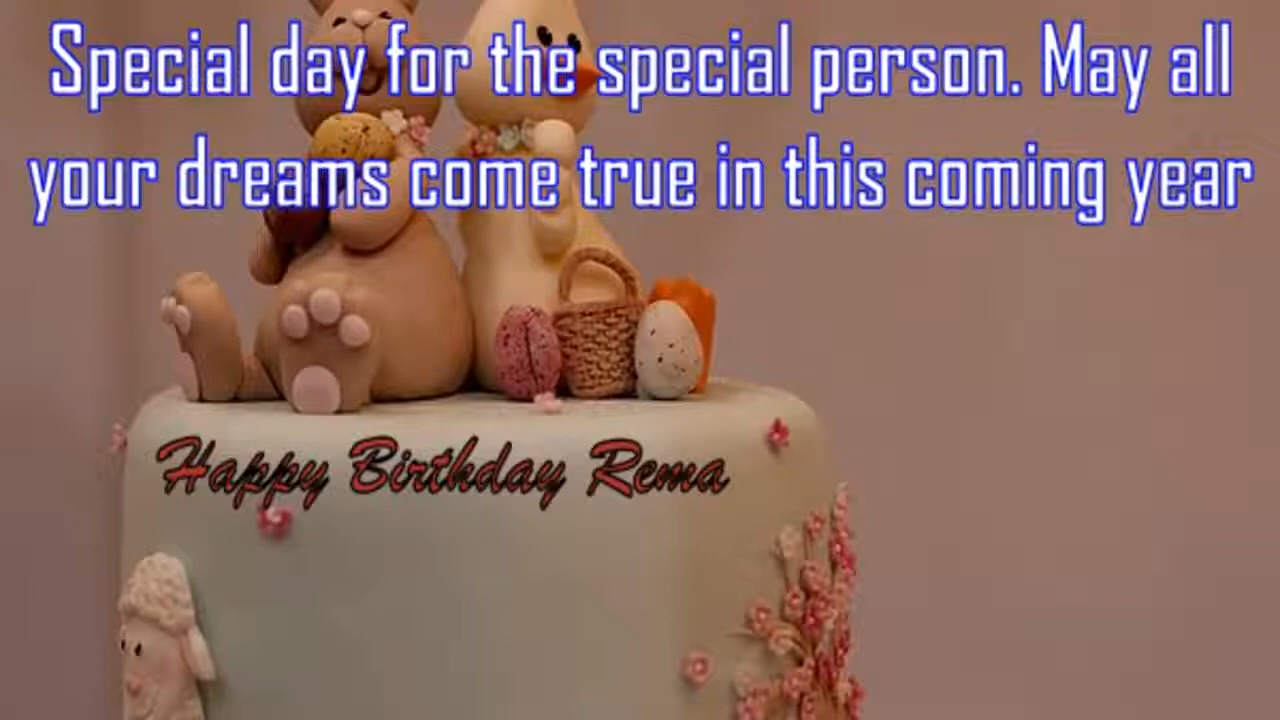 Special day for the special person. May all
your dreams come true in this coming year
Happy Birthday Rema